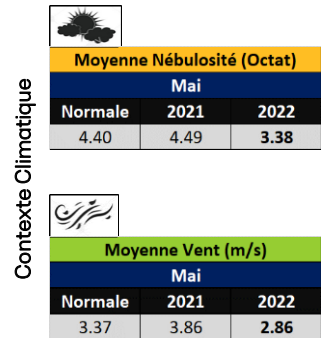 Contexte Climatique
Moyenne Nébulosité (Octat)
Mai
Normale 2021 2022
4.40 4.49 3.38
Moyenne Vent (m/s)
Mai
Normale 2021 2022
3.37 3.86 2.86